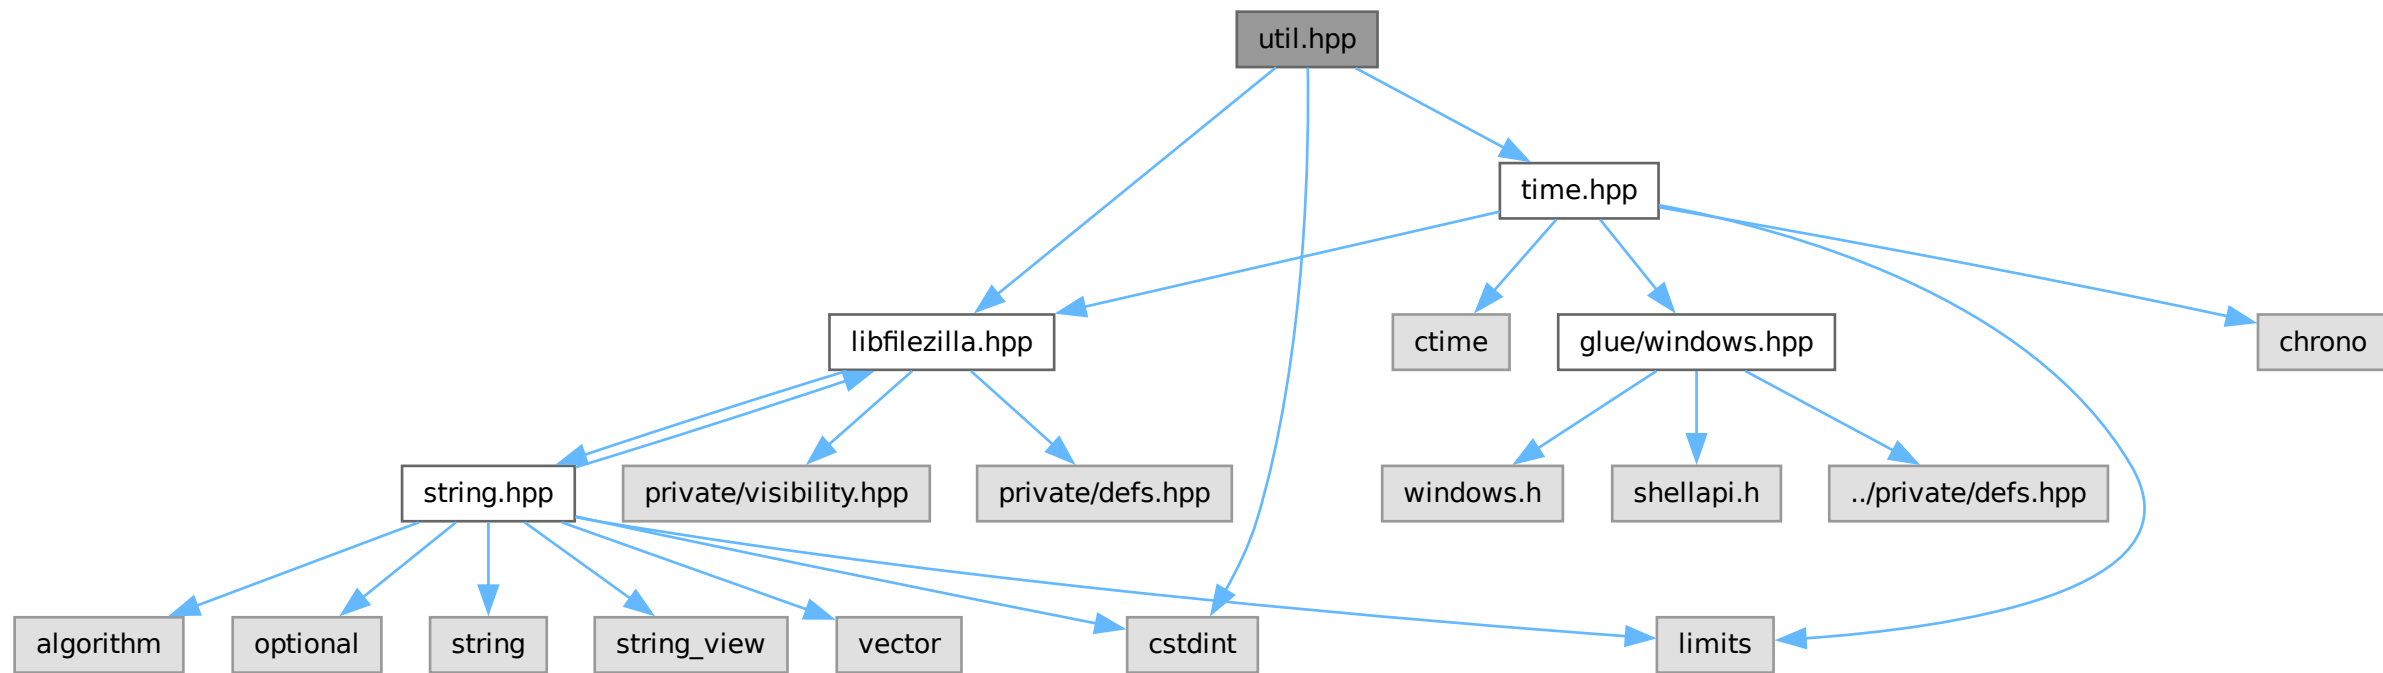 util.hpp
time.hpp
libfilezilla.hpp
ctime
glue/windows.hpp
chrono
string.hpp
private/visibility.hpp
private/defs.hpp
windows.h
shellapi.h
../private/defs.hpp
algorithm
optional
string
string_view
vector
cstdint
limits